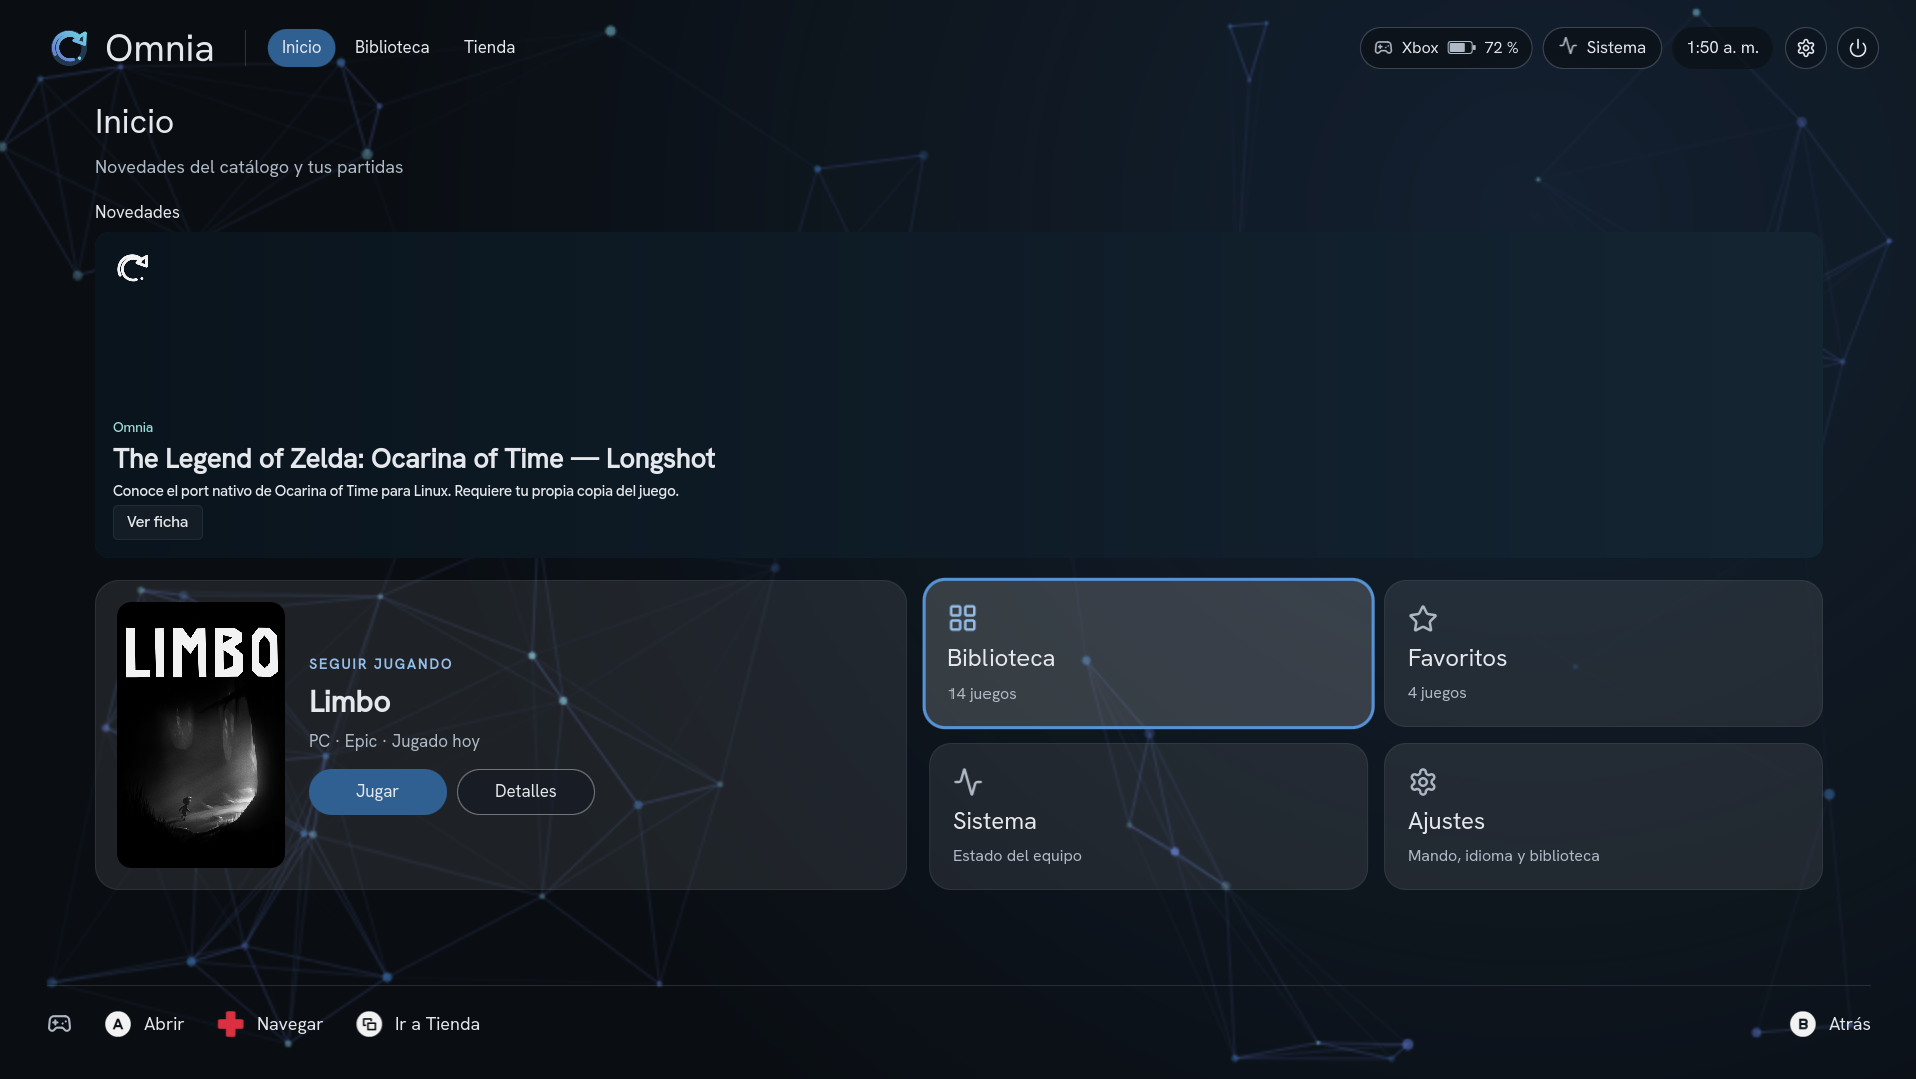 Omnia
Inicio
Biblioteca
Tienda
Xbox
72 %
Sistema
1:50 a. m.
Inicio
Novedades del catálogo y tus partidas
Novedades
Omnia
The Legend of Zelda: Ocarina of Time — Longshot
Conoce el port nativo de Ocarina of Time para Linux. Requiere tu propia copia del juego.
Ver ficha
LIMBO
SEGUIR JUGANDO
Limbo
PC · Epic · Jugado hoy
Jugar
Detalles
Biblioteca
14 juegos
Favoritos
4 juegos
Sistema
Estado del equipo
Ajustes
Mando, idioma y biblioteca
A
Abrir
Navegar
Ir a Tienda
B
Atrás